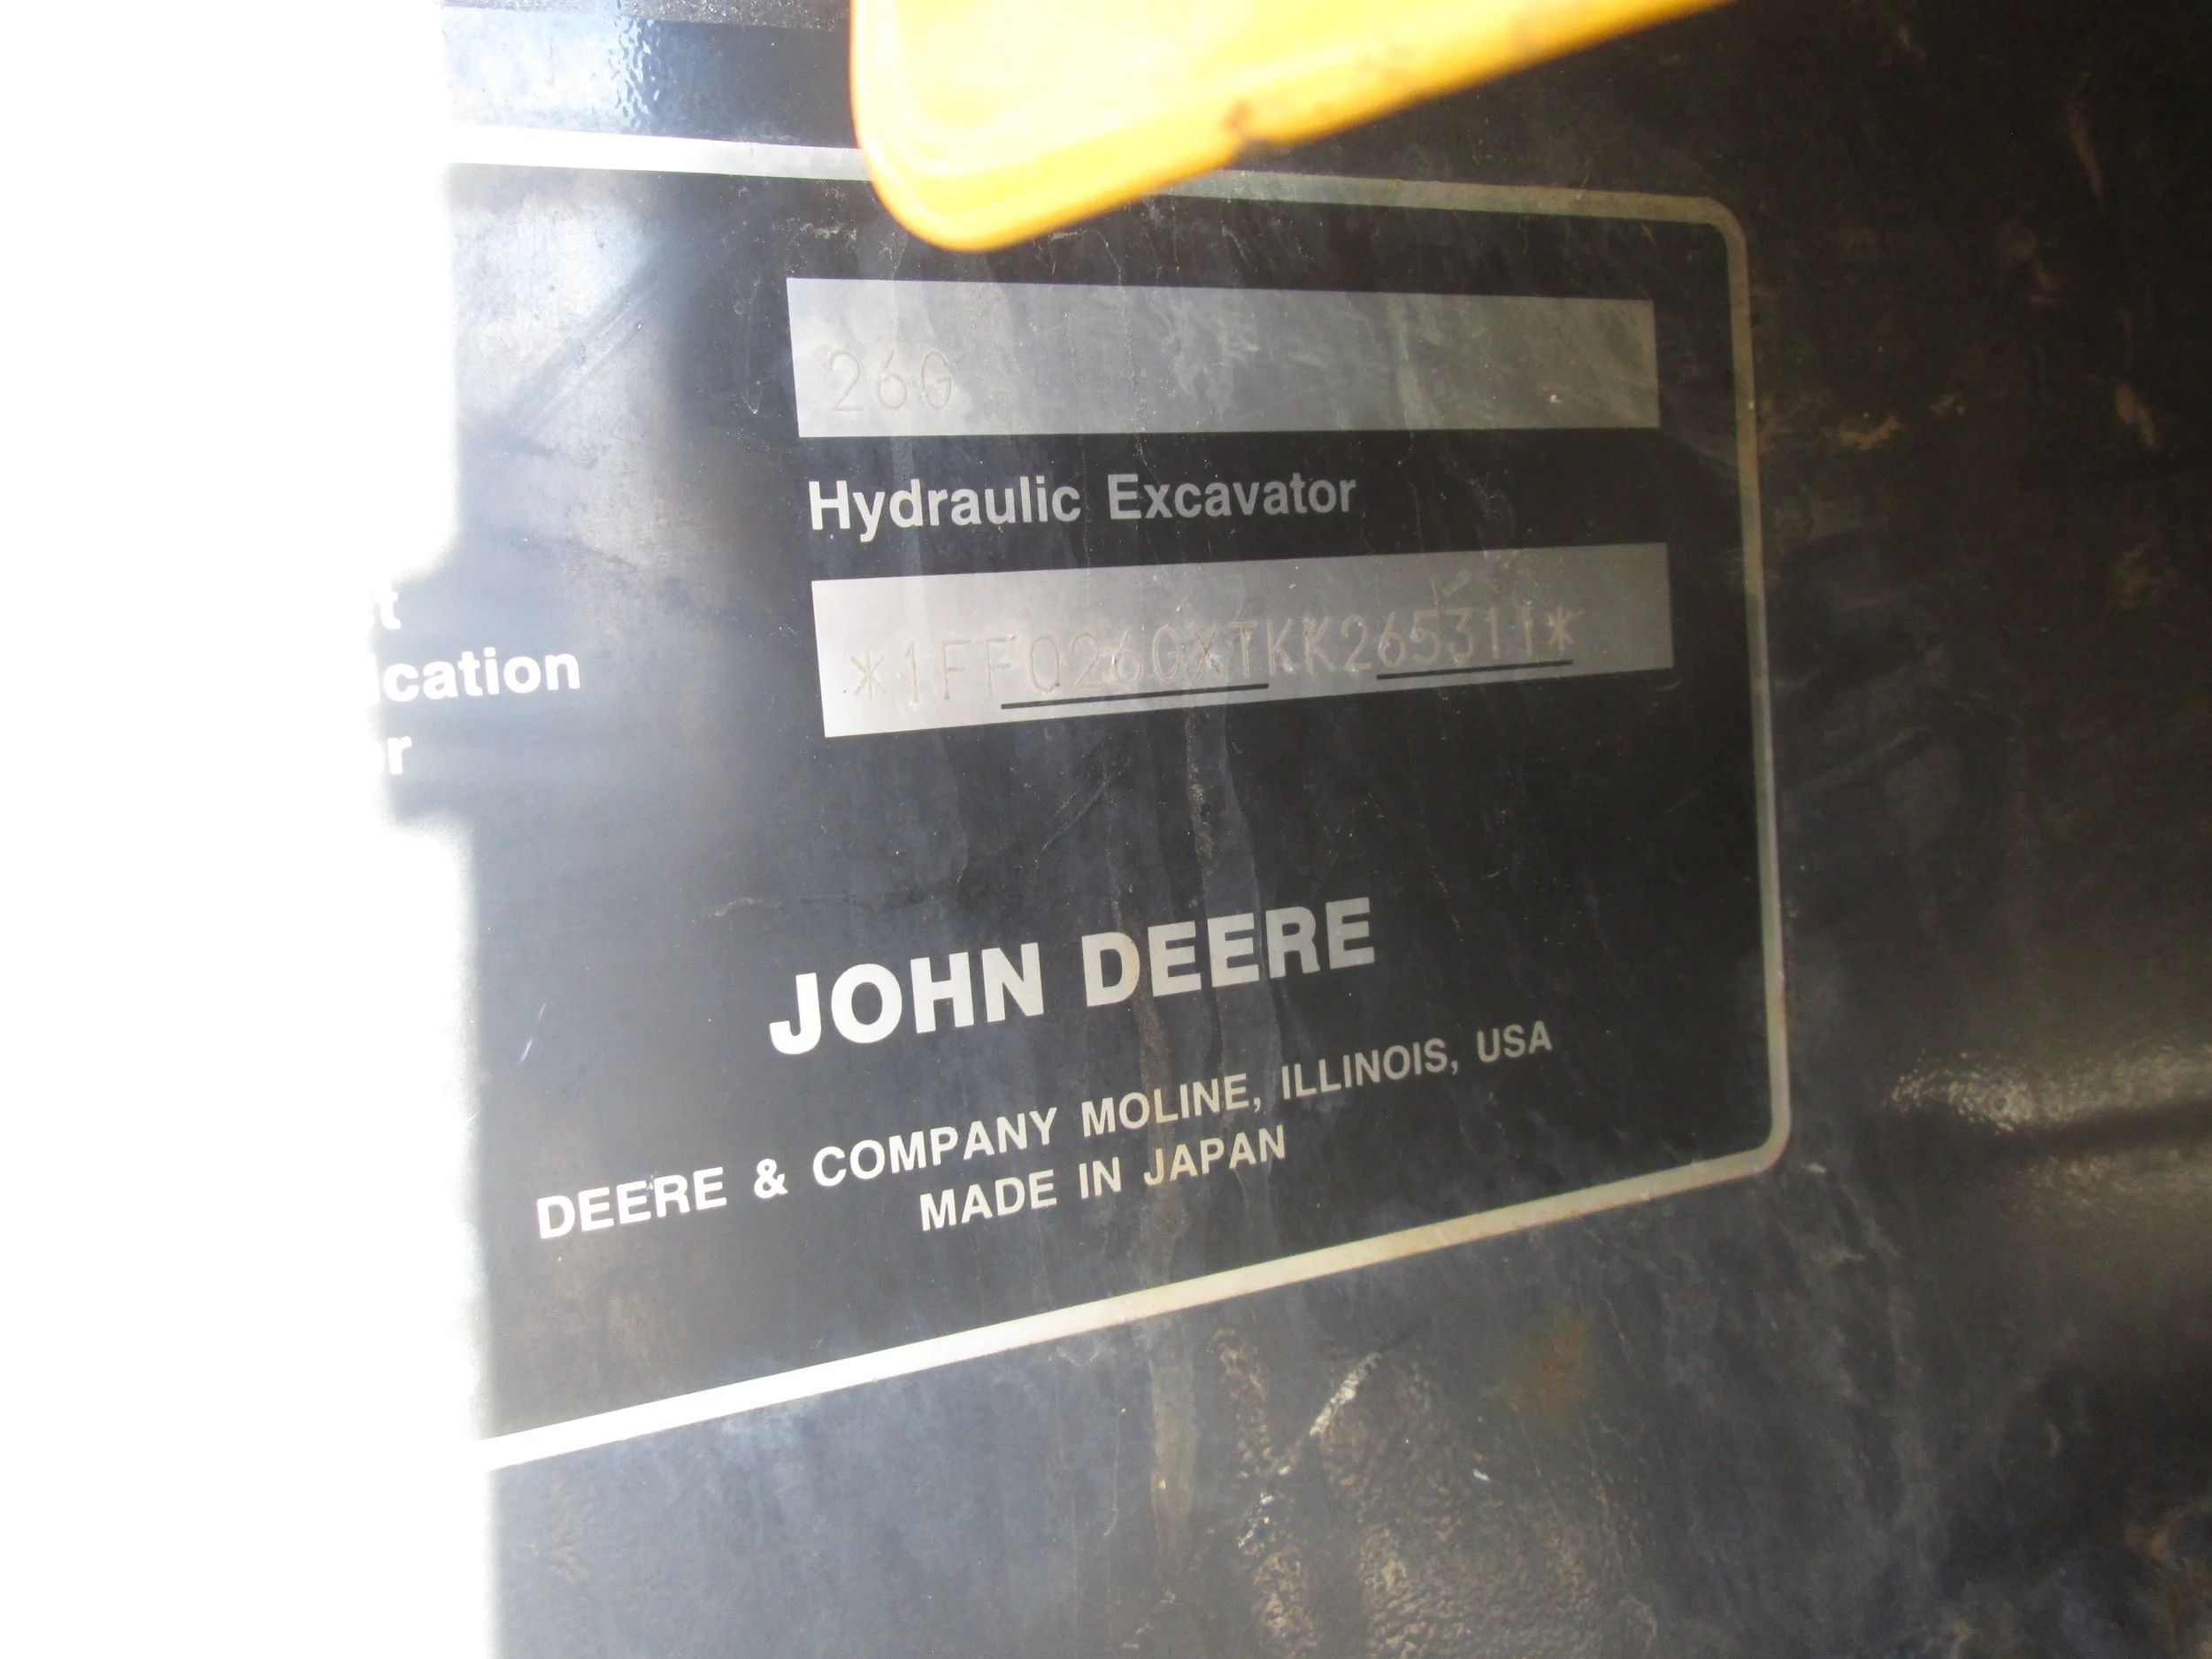 26G
Hydraulic Excavator
ication
*1FF026GXTKK265311*
JOHN DEERE
DEERE & COMPANY MOLINE, ILLINOIS, USA
MADE IN JAPAN